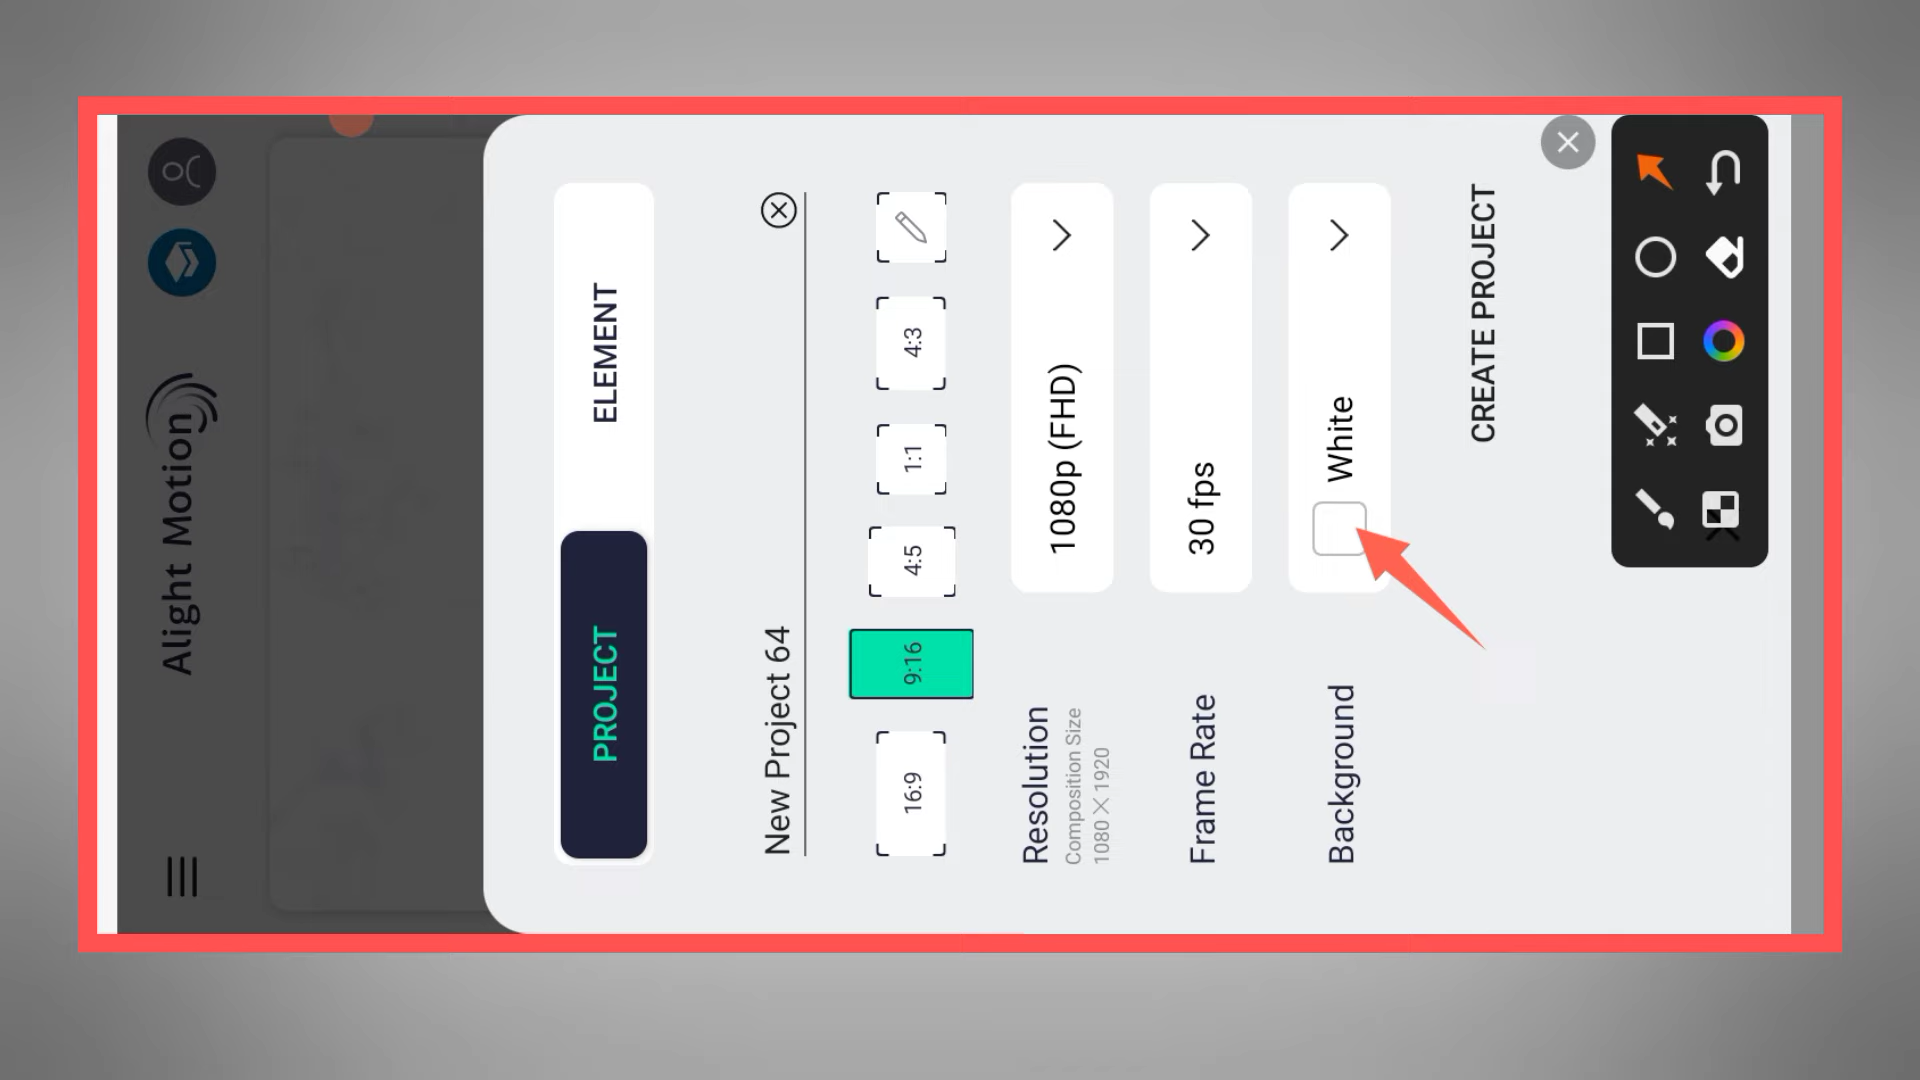 Alight Motion
PROJECT
ELEMENT
New Project 64
16:9
9:16
4:5
1:1
4:3
Resolution
Composition Size
1080 X 1920
1080p (FHD)
Frame Rate
30 fps
Background
White
CREATE PROJECT